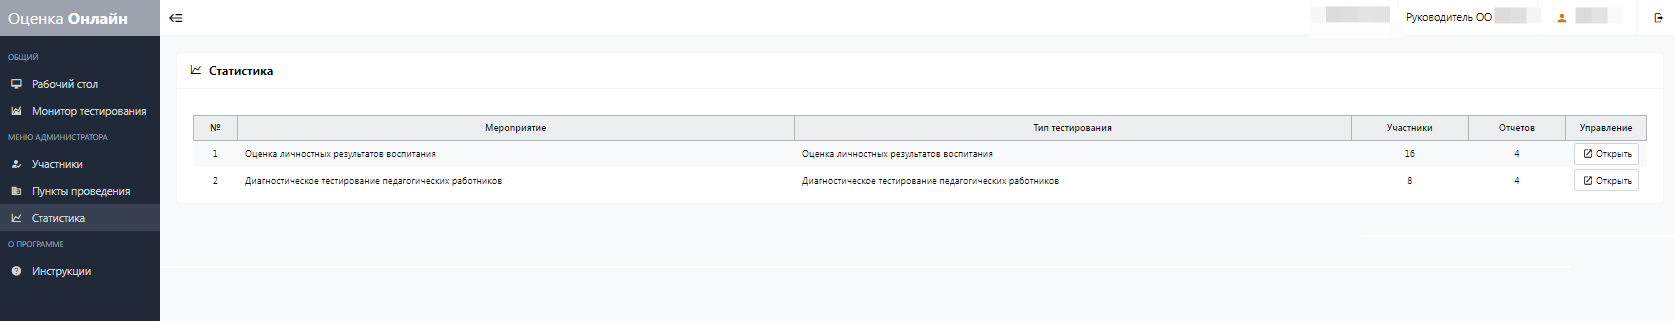 Оценка Онлайн
Руководитель ОО
ОБЩИЙ
Рабочий стол
Монитор тестирования
МЕНЮ АДМИНИСТРАТОРА
Участники
Пункты проведения
Статистика
О ПРОГРАММЕ
Инструкции
Статистика
№ Мероприятие Тип тестирования Участники Отчетов Управление
1 Оценка личностных результатов воспитания Оценка личностных результатов воспитания 16 4 Открыть
2 Диагностическое тестирование педагогических работников Диагностическое тестирование педагогических работников 8 4 Открыть